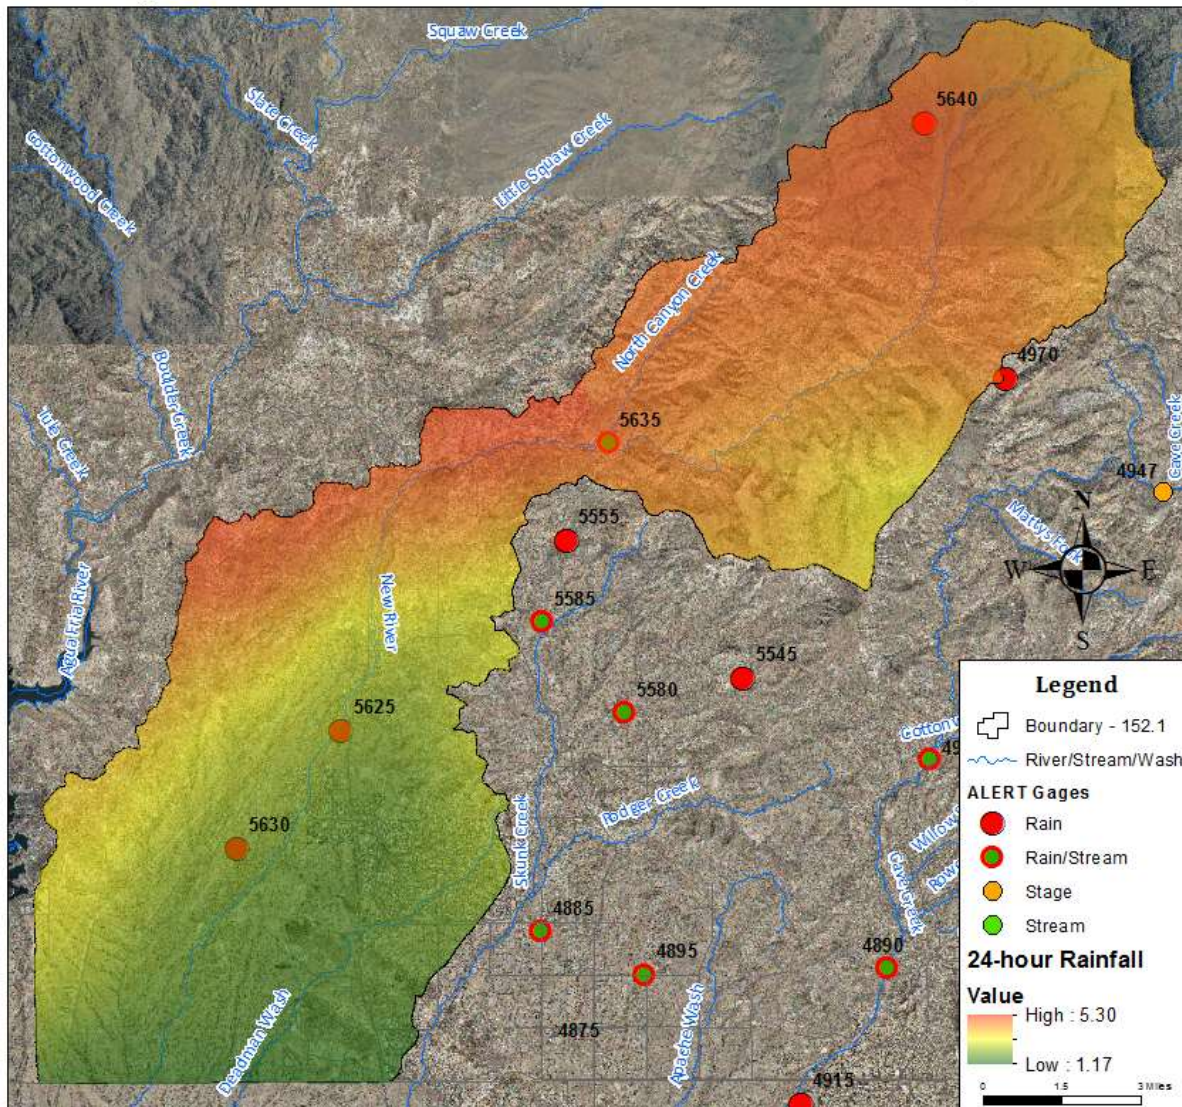 Squaw Creek
Slate Creek
Cottonwood Creek
Little Squaw Creek
5640
North Canyon Creek
4970
Boulder Creek
Tule Creek
5635
4947
Cave Creek
N
Mattys Fork
W
E
S
5555
New River
5585
Agua Fria River
5545
5580
5625
Skunk Creek
Rodger Creek
5630
Cave Creek
4885
4895
4890
4875
Apache Wash
Deadman Wash
4915
Legend
Boundary - 152.1
River/Stream/Wash
ALERT Gages
Rain
Rain/Stream
Stage
Stream
24-hour Rainfall
Value
High : 5.30
Low : 1.17
0 1.5 3 Miles